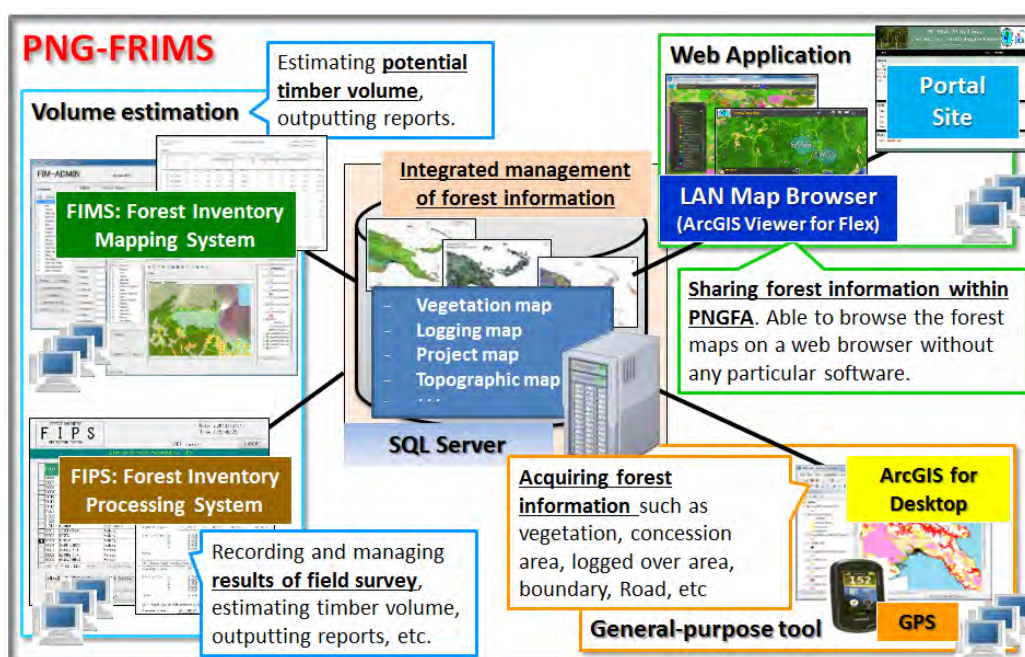 PNG-FRIMS
Estimating potential
timber volume,
outputting reports.
Volume estimation
FIM-ADMIN
FIMS: Forest Inventory
Mapping System
Integrated management
of forest information
- Vegetation map
- Logging map
- Project map
- Topographic map
- ···
SQL Server
Web Application
Portal
Site
LAN Map Browser
(ArcGIS Viewer for Flex)
Sharing forest information within
PNGFA. Able to browse the forest
maps on a web browser without
any particular software.
F I P S
FIPS: Forest Inventory
Processing System
Recording and managing
results of field survey,
estimating timber volume,
outputting reports, etc.
Acquiring forest
information such as
vegetation, concession
area, logged over area,
boundary, Road, etc
ArcGIS for
Desktop
152
GPS
General-purpose tool